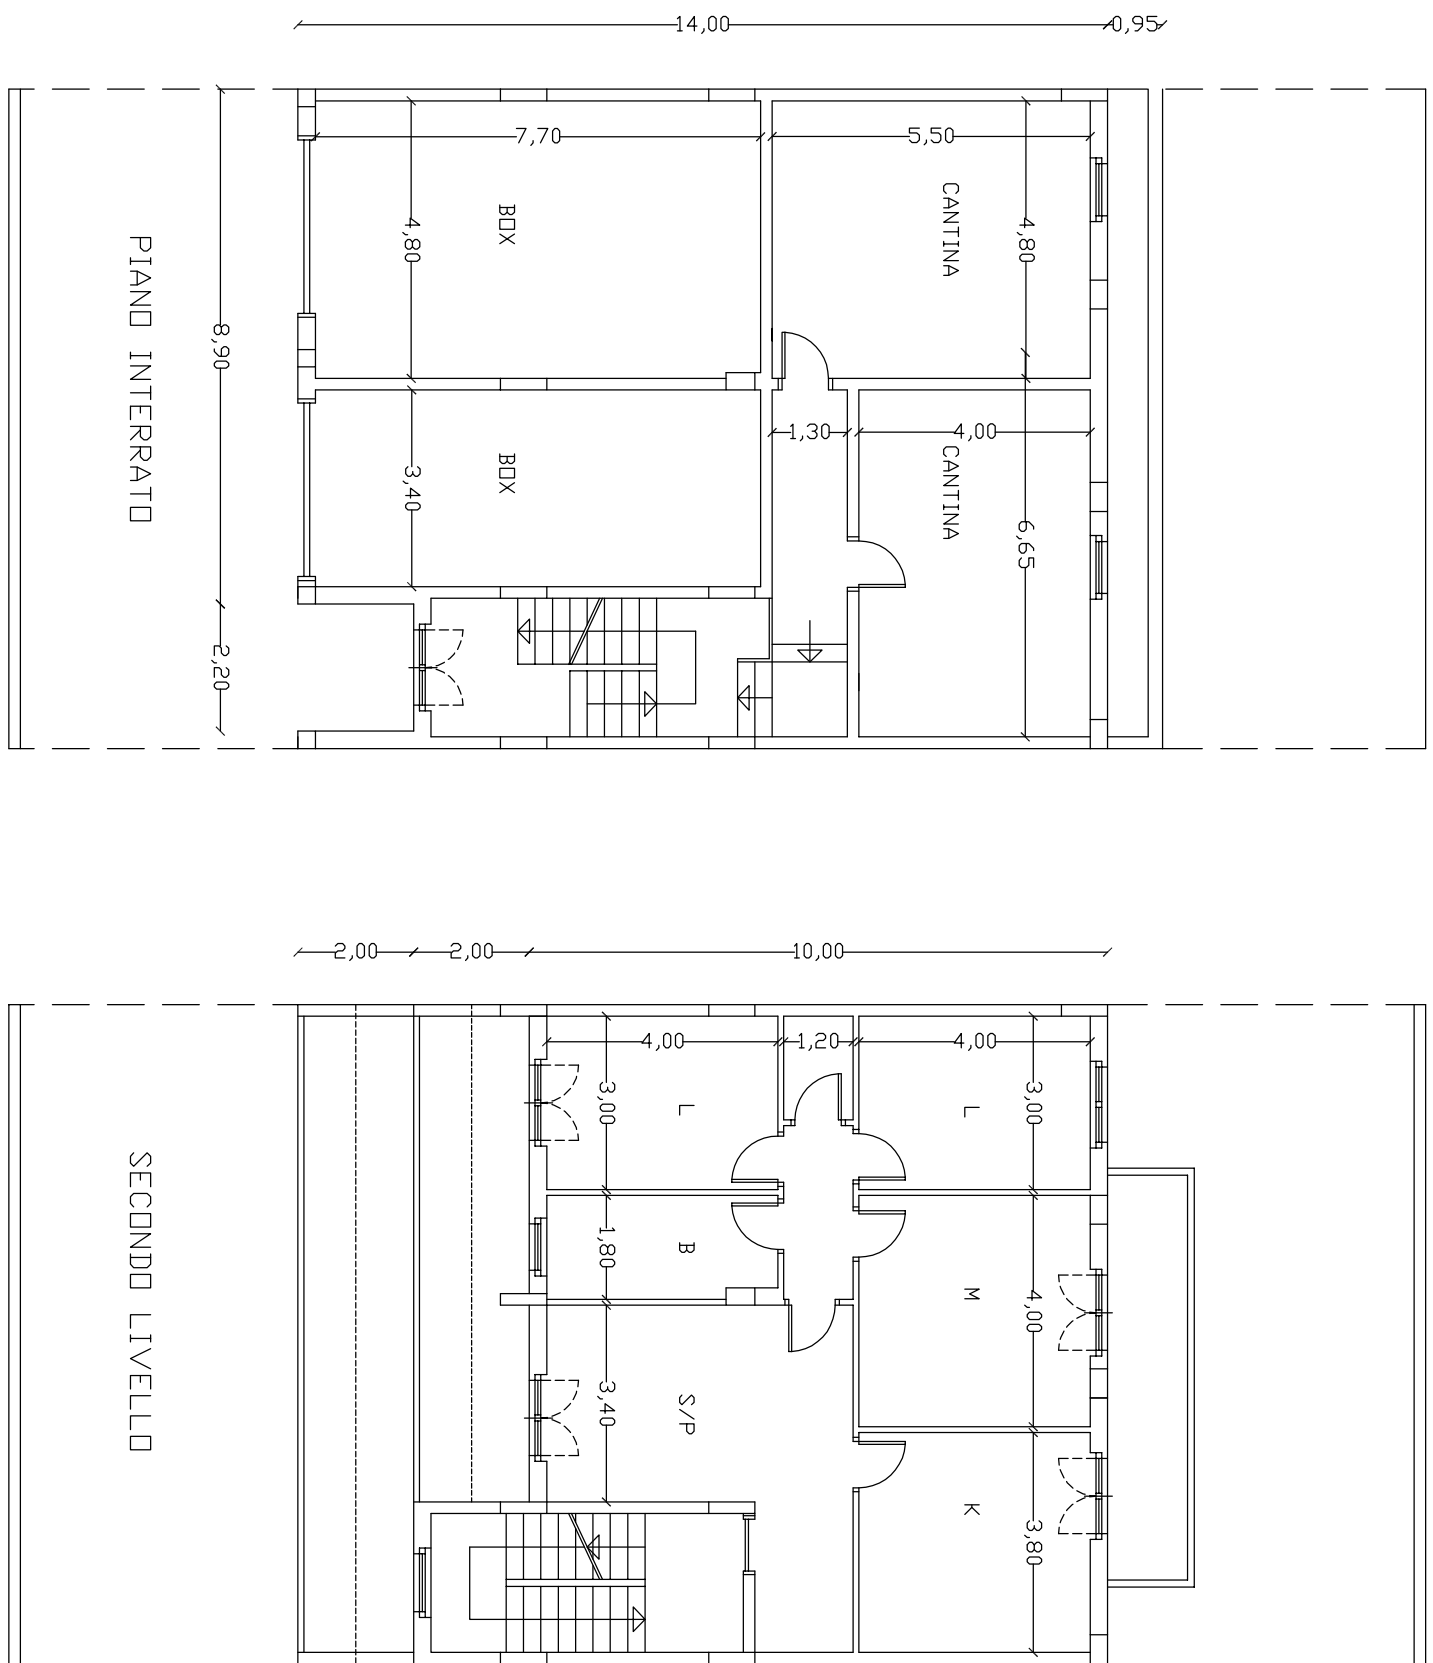 14,00
0,95
7,70
5,50
BOX
4,80
CANTINA
4,80
PIANO INTERRATO
8,90
1,30
4,00
BOX
3,40
CANTINA
6,65
2,20
2,00
2,00
10,00
4,00
1,20
4,00
3,00
L
L
3,00
SECONDO LIVELLO
1,80
B
M
4,00
3,40
S/P
K
3,80